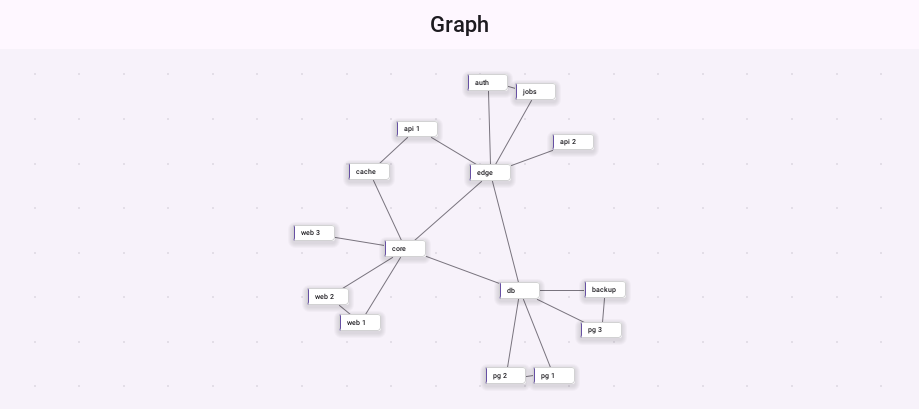 Graph
auth
jobs
api 1
api 2
cache
edge
web 3
core
web 2
db
backup
web 1
pg 3
pg 2
pg 1